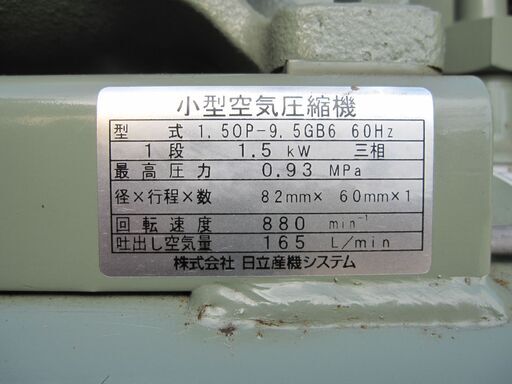 小型空気圧縮機
型 式 1.5OP-9.5GB6 60Hz
1 段 1.5 kW 三相
最高圧力 0.93 MPa
径×行程×数 82mm× 60mm×1
回転速度 880 min⁻¹
吐出し空気量 165 L/min
株式会社 日立産機システム